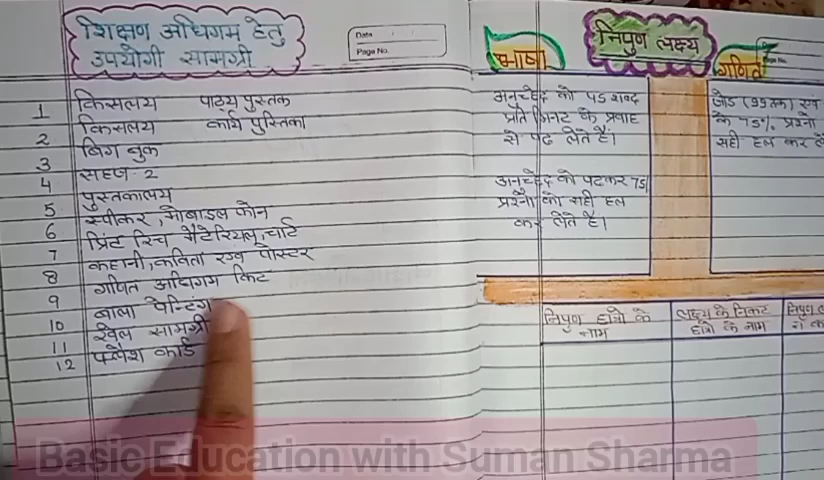 शिक्षण अधिगम हेतु
उपयोगी सामग्री
Date
Page No.
1 किसलय पाठ्य पुस्तक
2 किसलय कार्य पुस्तिका
3 बिग बुक
4 सहज-2
5 पुस्तकालय
6 स्पीकर, मोबाइल फोन
7 प्रिंट रिच मैटेरियल, चार्ट
8 कहानी, कविता एवं पोस्टर
9 गणित अधिगम किट
10 बाला पेन्टिंग
11 खेल सामग्री
12 फ्लैश कार्ड
निपुण लक्ष्य
भाषा
अनुच्छेद को 45 शब्द
प्रति मिनट के प्रवाह
से पढ़ लेते हैं।
अनुच्छेद को पढ़कर 75%
प्रश्नों को सही हल
कर लेते है।
गणित
जोड़ (99 तक) एवं
के 75% प्रश्नो
सही हल कर
निपुण छात्रो के
नाम
लक्ष्य के निकट
छात्रो के नाम
निपुण
Basic Education with Suman Sharma